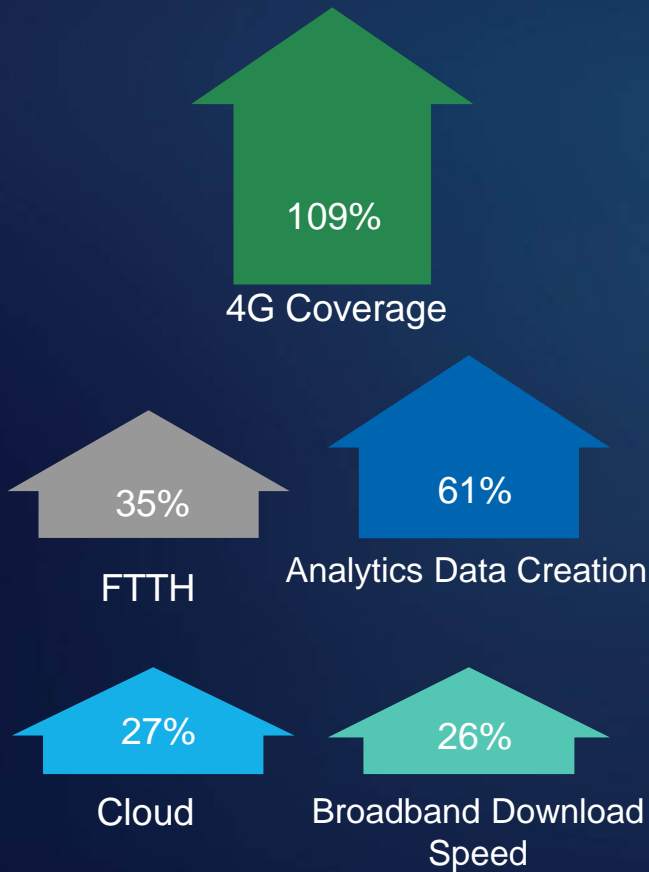 109%
4G Coverage
35%
FTTH
61%
Analytics Data Creation
27%
Cloud
26%
Broadband Download
Speed